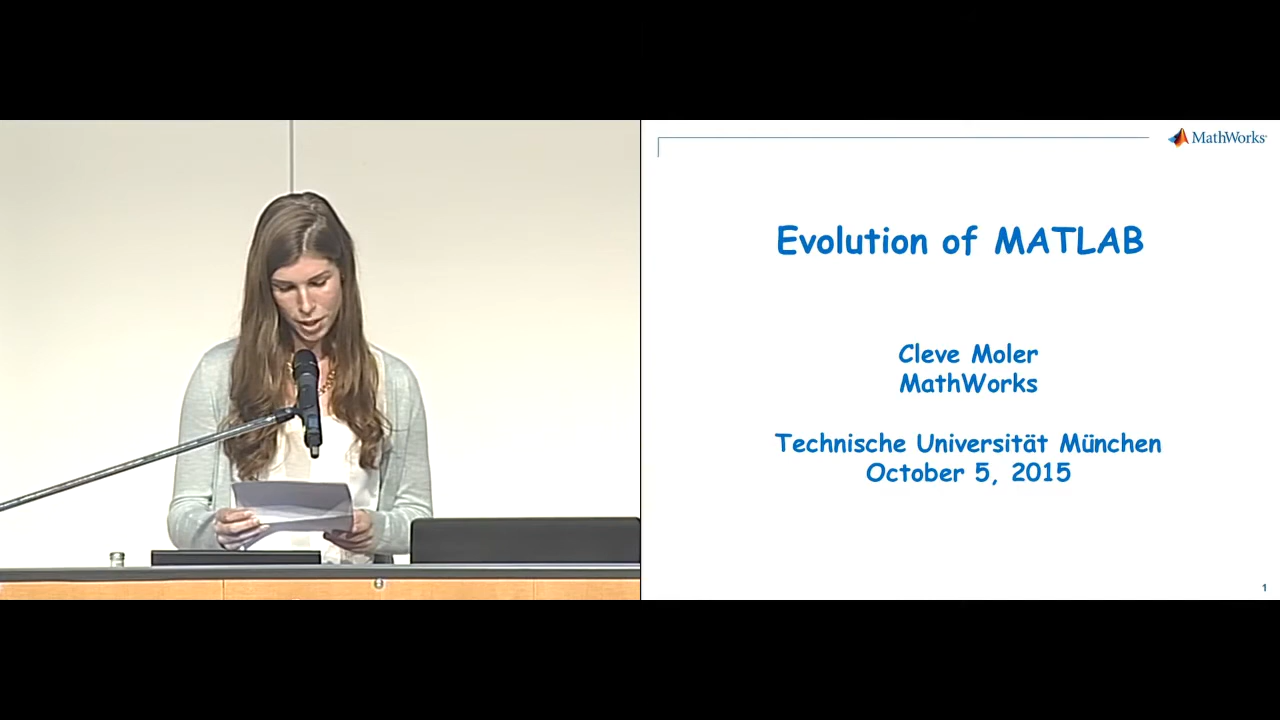 MathWorks
Evolution of MATLAB
Cleve Moler
MathWorks
Technische Universität München
October 5, 2015
1